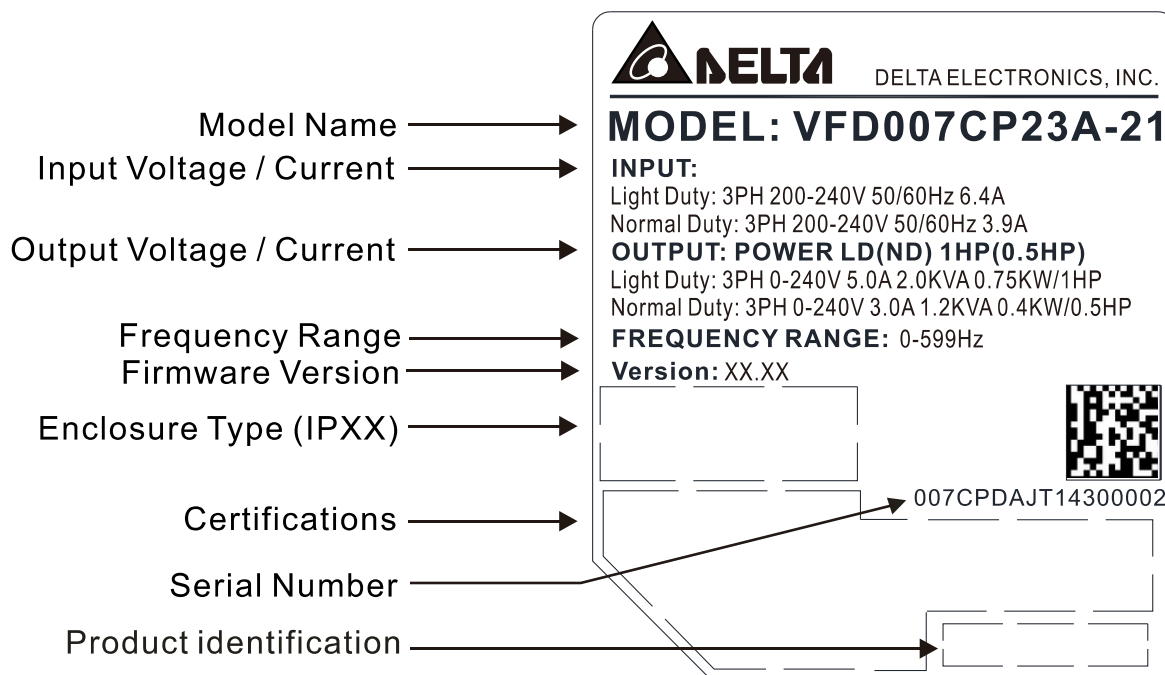 DELTA
DELTA ELECTRONICS, INC.
Model Name
MODEL: VFD007CP23A-21
Input Voltage / Current
INPUT:
Light Duty: 3PH 200-240V 50/60Hz 6.4A
Normal Duty: 3PH 200-240V 50/60Hz 3.9A
Output Voltage / Current
OUTPUT: POWER LD(ND) 1HP(0.5HP)
Light Duty: 3PH 0-240V 5.0A 2.0KVA 0.75KW/1HP
Normal Duty: 3PH 0-240V 3.0A 1.2KVA 0.4KW/0.5HP
Frequency Range
FREQUENCY RANGE: 0-599Hz
Firmware Version
Version: XX.XX
Enclosure Type (IPXX)
007CPDAJT14300002
Certifications
Serial Number
Product identification